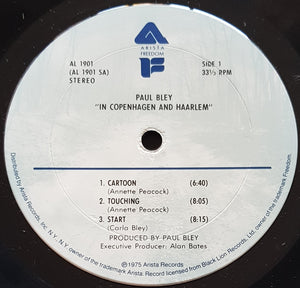 ARISTA
FREEDOM
F
AL 1901
(AL 1901 SA)
STEREO
SIDE 1
33⅓ RPM
PAUL BLEY
"IN COPENHAGEN AND HAARLEM"
1. CARTOON (6:40)
(Annette Peacock)
2. TOUCHING (8:05)
(Annette Peacock)
3. START (8:15)
(Carla Bley)
PRODUCED BY PAUL BLEY
Executive Producer: Alan Bates
Distributed by Arista Records, Inc., N.Y., N.Y. owner of the trademark Arista. Record licensed from Black Lion Records, Ltd. owner of the trademark Freedom.
©1975 Arista Records